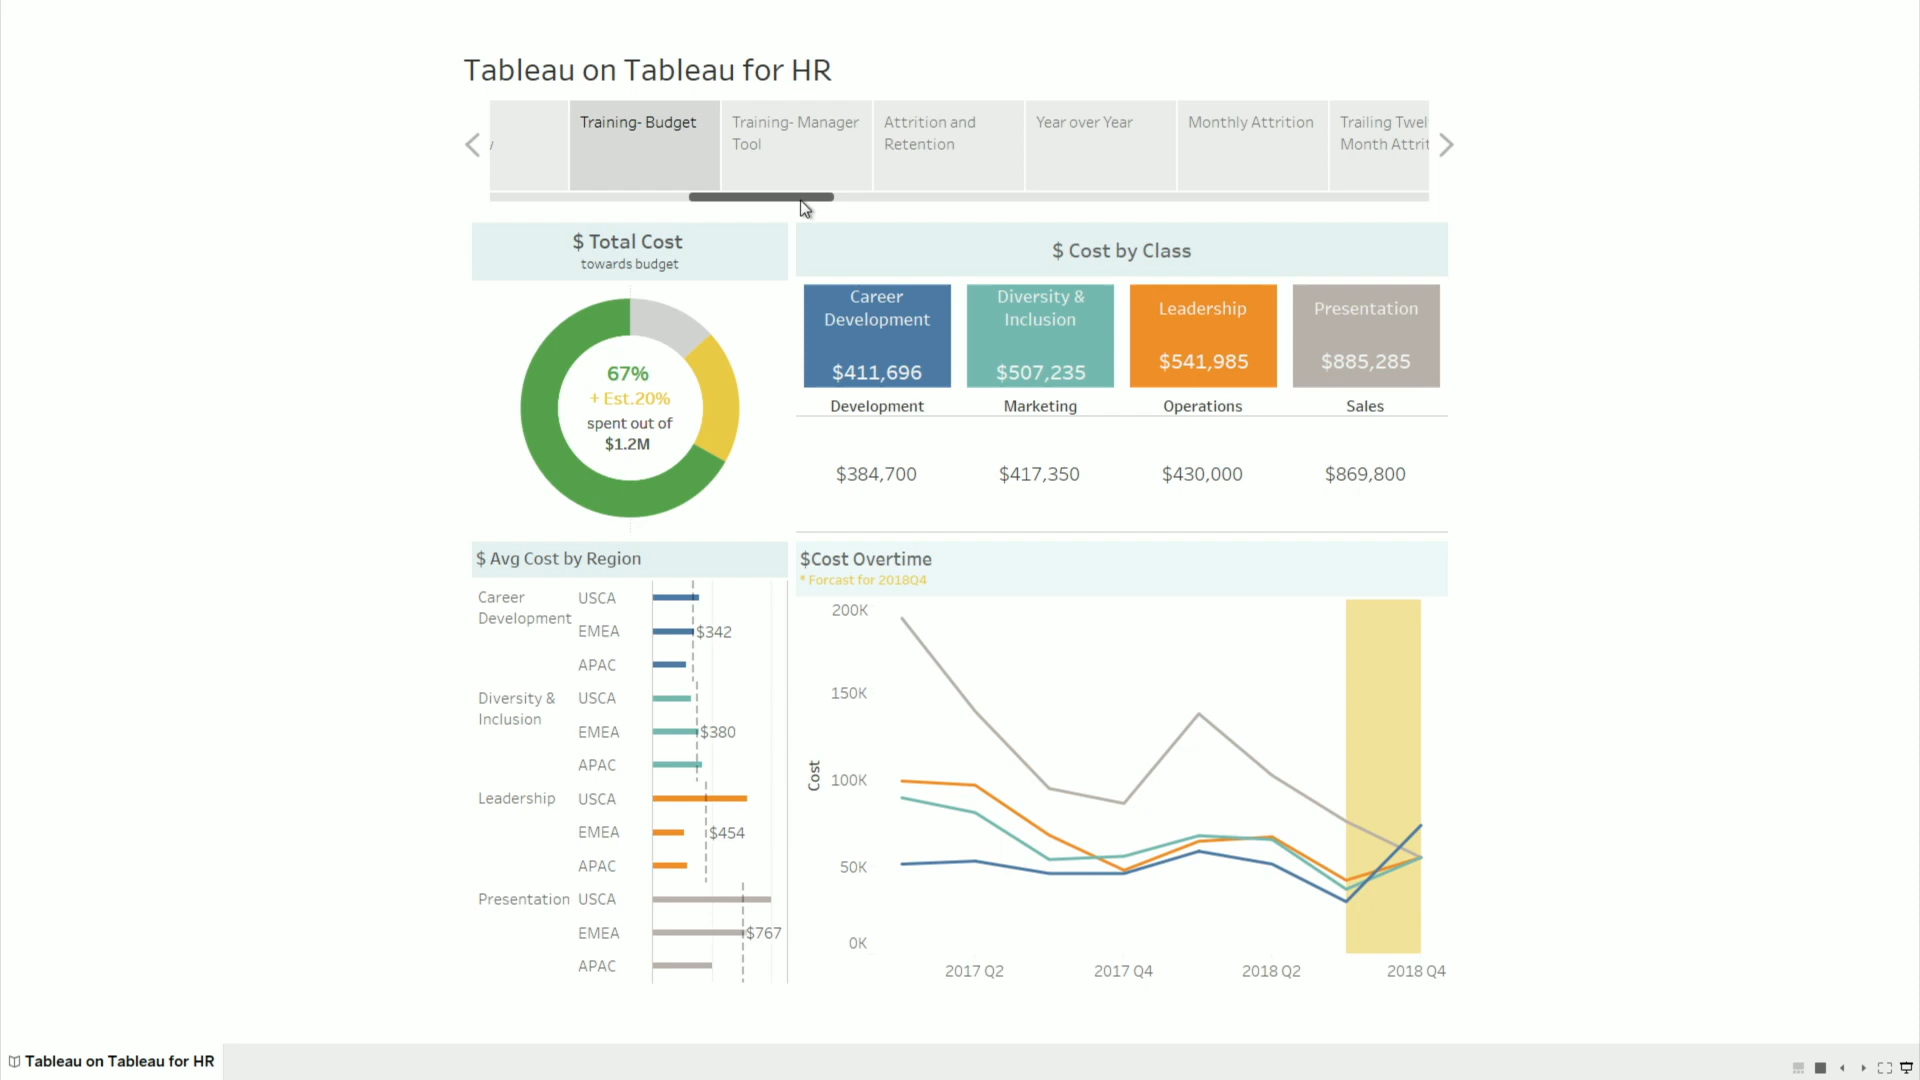 Tableau on Tableau for HR
Training- Budget
Training- Manager
Tool
Attrition and
Retention
Year over Year
Monthly Attrition
Trailing Twel
Month Attrit
$ Total Cost
towards budget
67%
+ Est.20%
spent out of
$1.2M
$ Cost by Class
Career
Development
$411,696
Diversity &
Inclusion
$507,235
Leadership
$541,985
Presentation
$885,285
Development Marketing Operations Sales
$384,700 $417,350 $430,000 $869,800
$ Avg Cost by Region
Career
Development
USCA
EMEA $342
APAC
Diversity &
Inclusion
USCA
EMEA $380
APAC
Leadership USCA
EMEA $454
APAC
Presentation USCA
EMEA $767
APAC
$Cost Overtime
* Forcast for 2018Q4
Cost
200K
150K
100K
50K
0K
2017 Q2 2017 Q4 2018 Q2 2018 Q4
Tableau on Tableau for HR